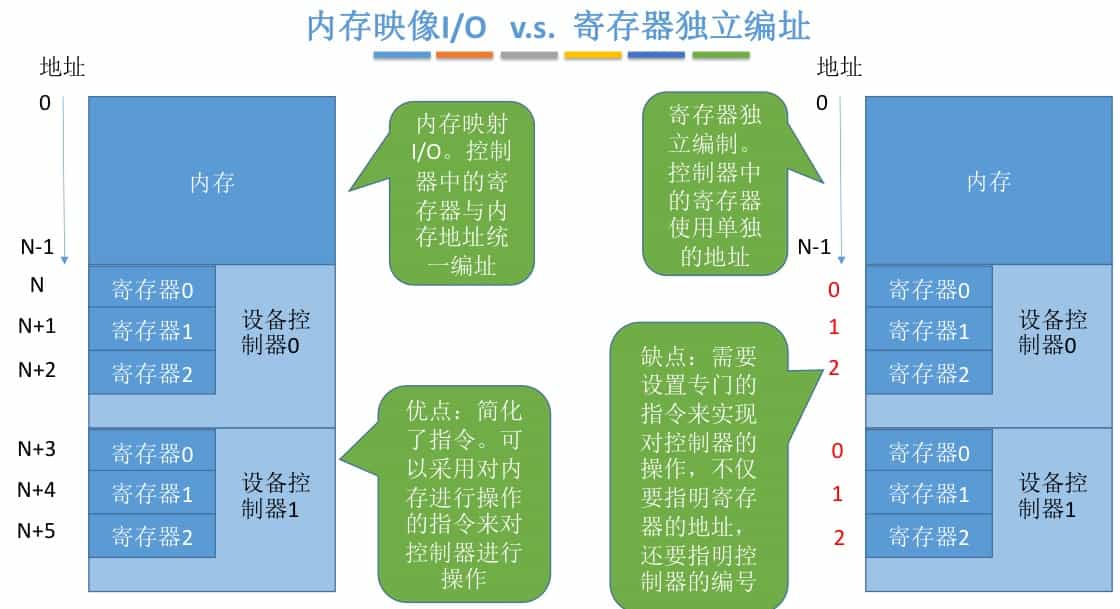 内存映像I/O v.s. 寄存器独立编址
地址
0
内存
N-1
N
寄存器0
N+1
寄存器1
N+2
寄存器2
设备控
制器0
N+3
寄存器0
N+4
寄存器1
N+5
寄存器2
设备控
制器1
内存映射
I/O。控制
器中的寄
存器与内
存地址统
一编址
优点：简化
了指令。可
以采用对内
存进行操作
的指令来对
控制器进行
操作
寄存器独
立编制。
控制器中
的寄存器
使用单独
的地址
缺点：需要
设置专门的
指令来实现
对控制器的
操作，不仅
要指明寄存
器的地址，
还要指明控
制器的编号
地址
0
内存
N-1
0
寄存器0
1
寄存器1
2
寄存器2
设备控
制器0
0
寄存器0
1
寄存器1
2
寄存器2
设备控
制器1